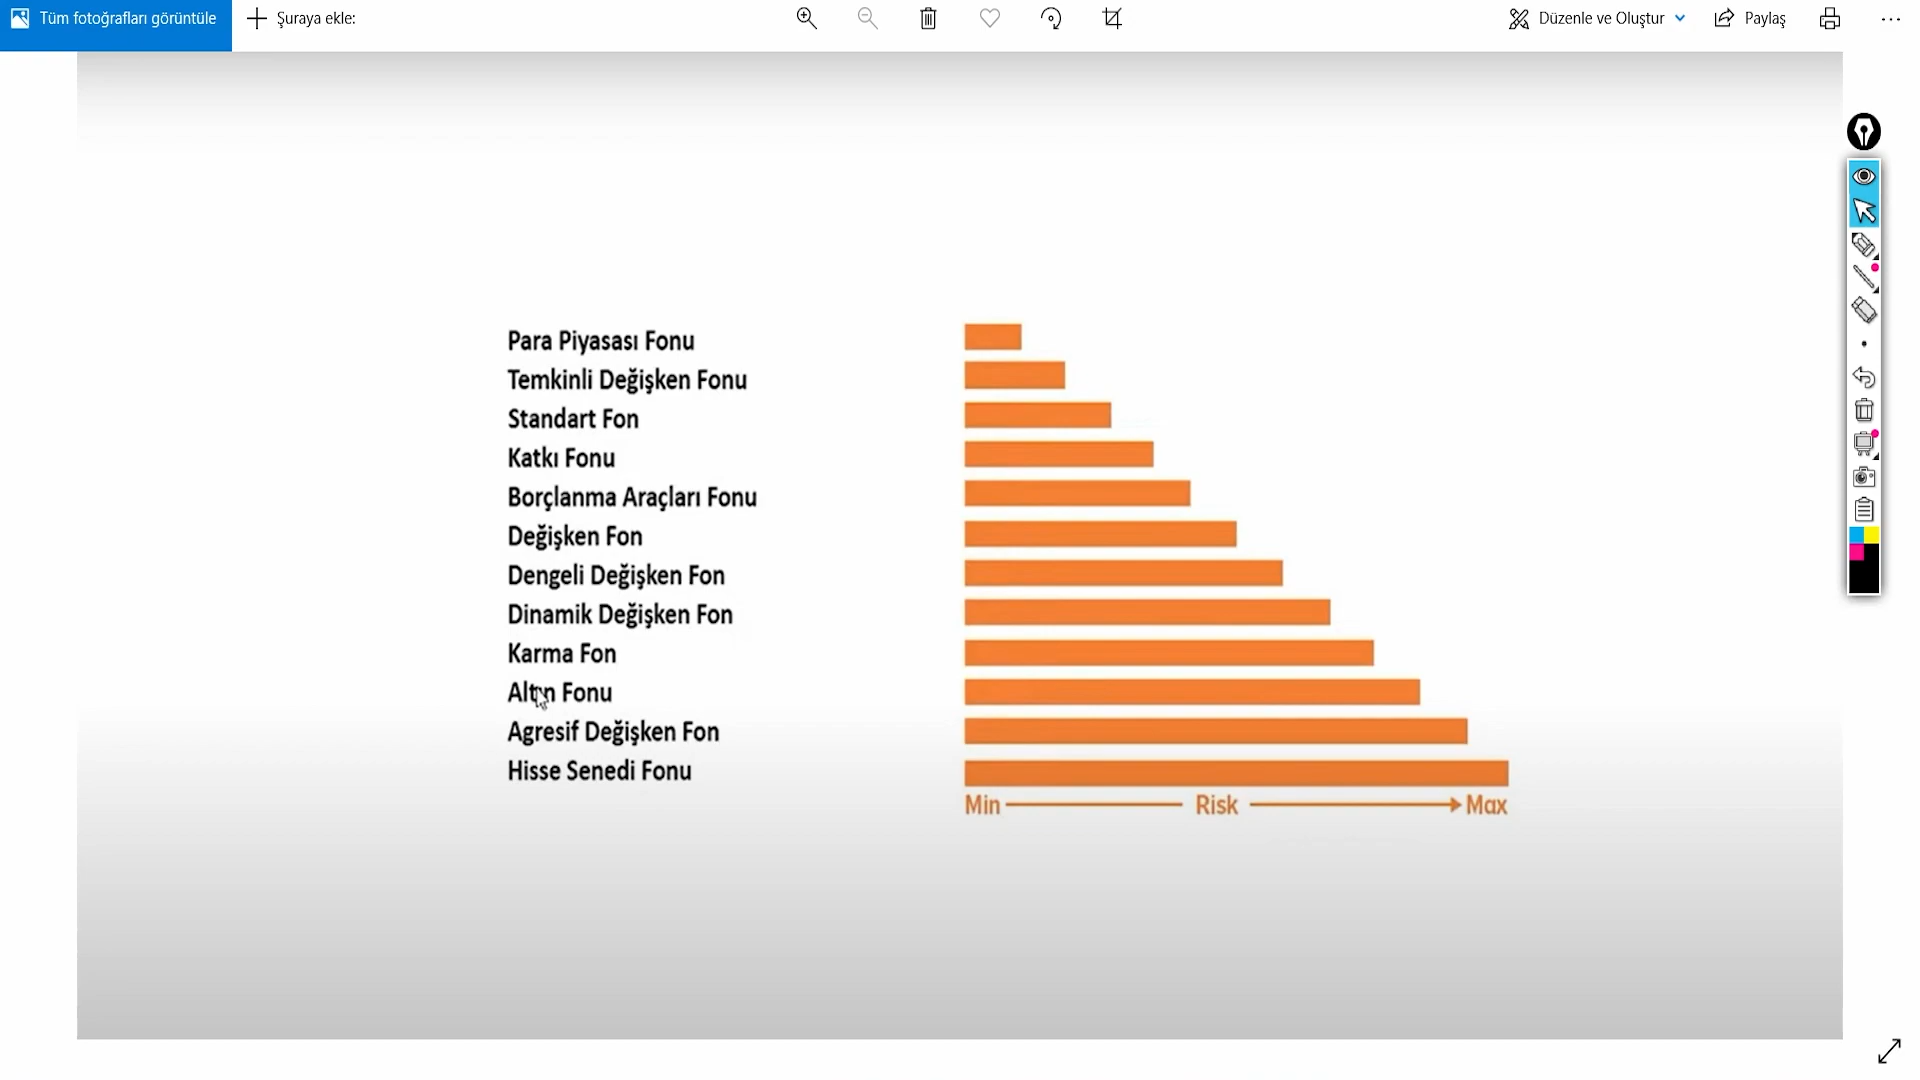 Tüm fotoğrafları görüntüle
Şuraya ekle:
Düzenle ve Oluştur
Paylaş
Para Piyasası Fonu
Temkinli Değişken Fonu
Standart Fon
Katkı Fonu
Borçlanma Araçları Fonu
Değişken Fon
Dengeli Değişken Fon
Dinamik Değişken Fon
Karma Fon
Altın Fonu
Agresif Değişken Fon
Hisse Senedi Fonu
Min Risk Max